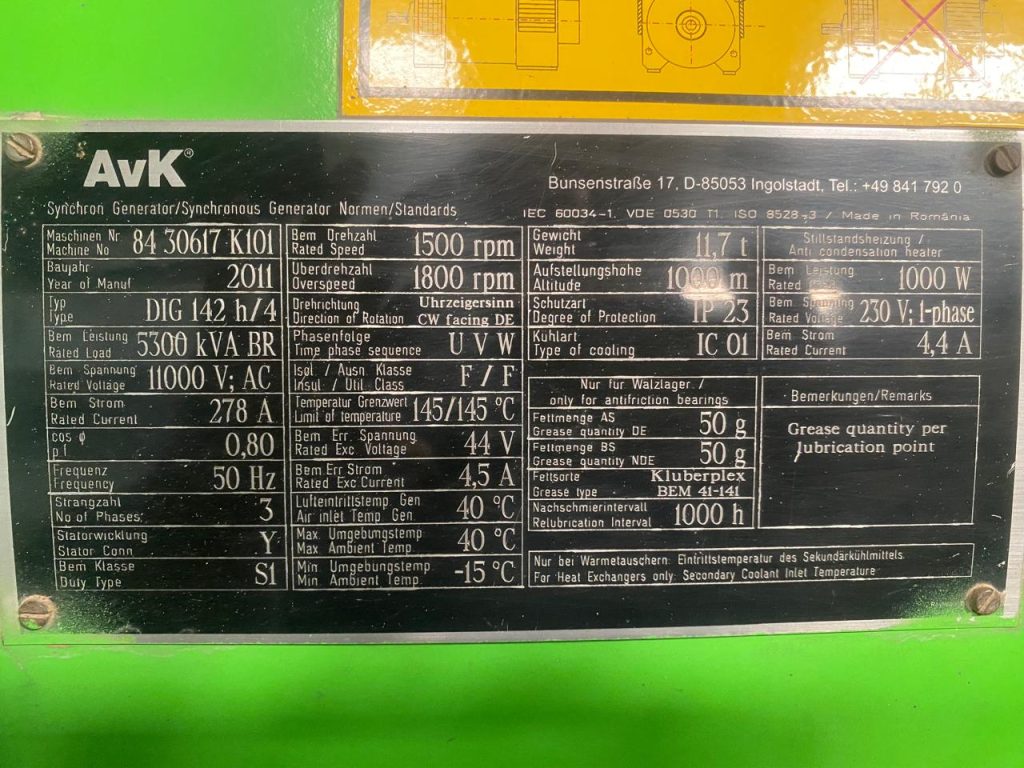 AvK®
Bunsenstraße 17, D-85053 Ingolstadt, Tel.: +49 841 792 0
Synchron Generator/Synchronous Generator Normen/Standards
IEC 60034-1, VDE 0530 T1, ISO 8528-3 / Made in România
Maschinen Nr
Machine No
84 30617 K101
Baujahr
Year of Manuf
2011
Typ
Type
DIG 142 h/4
Bem Leistung
Rated Load
5300 kVA BR
Bem Spannung
Rated Voltage
11000 V; AC
Bem Strom
Rated Current
278 A
cos φ
p.f
0,80
Frequenz
Frequency
50 Hz
Strangzahl
No of Phases
3
Statorwicklung
Stator Conn
Y
Bem Klasse
Duty Type
S1
Bem Drehzahl
Rated Speed
1500 rpm
Überdrehzahl
Overspeed
1800 rpm
Drehrichtung
Direction of Rotation
Uhrzeigersinn
CW facing DE
Phasenfolge
Time phase sequence
U V W
Isol / Ausn Klasse
Insul / Util Class
F / F
Temperatur Grenzwert
Limit of temperature
145/145 °C
Bem Err Spannung
Rated Exc Voltage
44 V
Bem Err Strom
Rated Exc Current
4,5 A
Lufteintrittstemp Gen
Air inlet Temp Gen
40 °C
Max Umgebungstemp
Max Ambient Temp
40 °C
Min Umgebungstemp
Min Ambient Temp
-15 °C
Gewicht
Weight
11,7 t
Aufstellungshöhe
Altitude
1000 m
Schutzart
Degree of Protection
IP 23
Kühlart
Type of cooling
IC 01
Nur für Walzlager /
only for antifriction bearings
Fettmenge AS
Grease quantity DE
50 g
Fettmenge BS
Grease quantity NDE
50 g
Fettsorte
Grease type
Kluberplex
BEM 41-141
Nachschmierintervall
Relubrication Interval
1000 h
Stillstandsheizung /
Anti condensation heater
Bem Leistung
Rated
1000 W
Bem Spannung
Rated Voltage
230 V; 1-phase
Bem Strom
Rated Current
4,4 A
Bemerkungen/Remarks
Grease quantity per
lubrication point
Nur bei Warmetauschern: Eintrittstemperatur des Sekundärkühlmittels
For Heat Exchangers only: Secondary Coolant Inlet Temperature